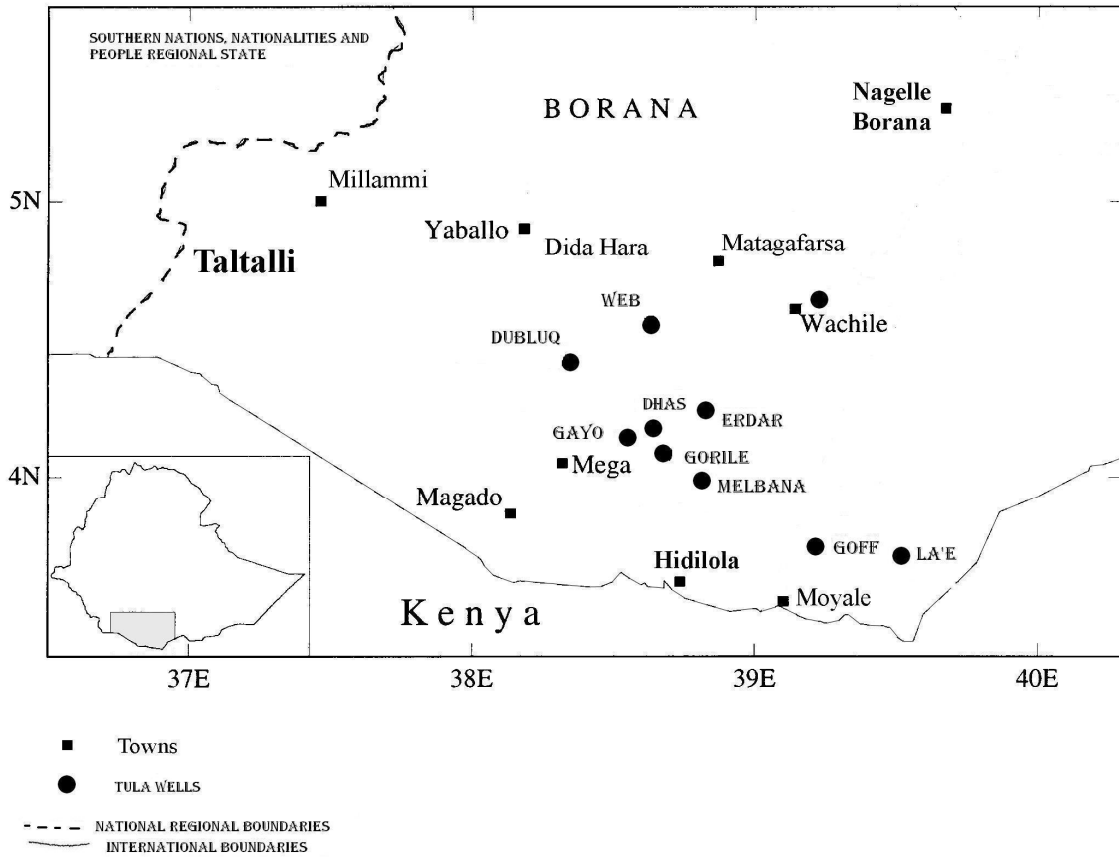 SOUTHERN NATIONS, NATIONALITIES AND
PEOPLE REGIONAL STATE
BORANA
Nagelle
Borana
Millammi
5N
Yaballo
Dida Hara
Matagafarsa
Taltalli
WEB
Wachile
DUBLUQ
DHAS
ERDAR
GAYO
GORILE
Mega
4N
MELBANA
Magado
GOFF
LA'E
Hidilola
Kenya
Moyale
37E
38E
39E
40E
Towns
TULA WELLS
NATIONAL REGIONAL BOUNDARIES
INTERNATIONAL BOUNDARIES